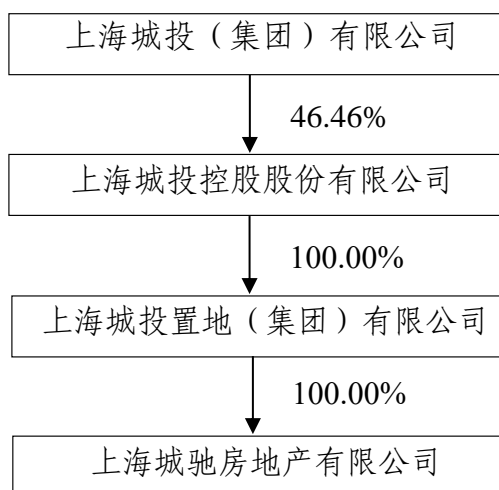 上海城投（集团）有限公司
46.46%
上海城投控股股份有限公司
100.00%
上海城投置地（集团）有限公司
100.00%
上海城驰房地产有限公司